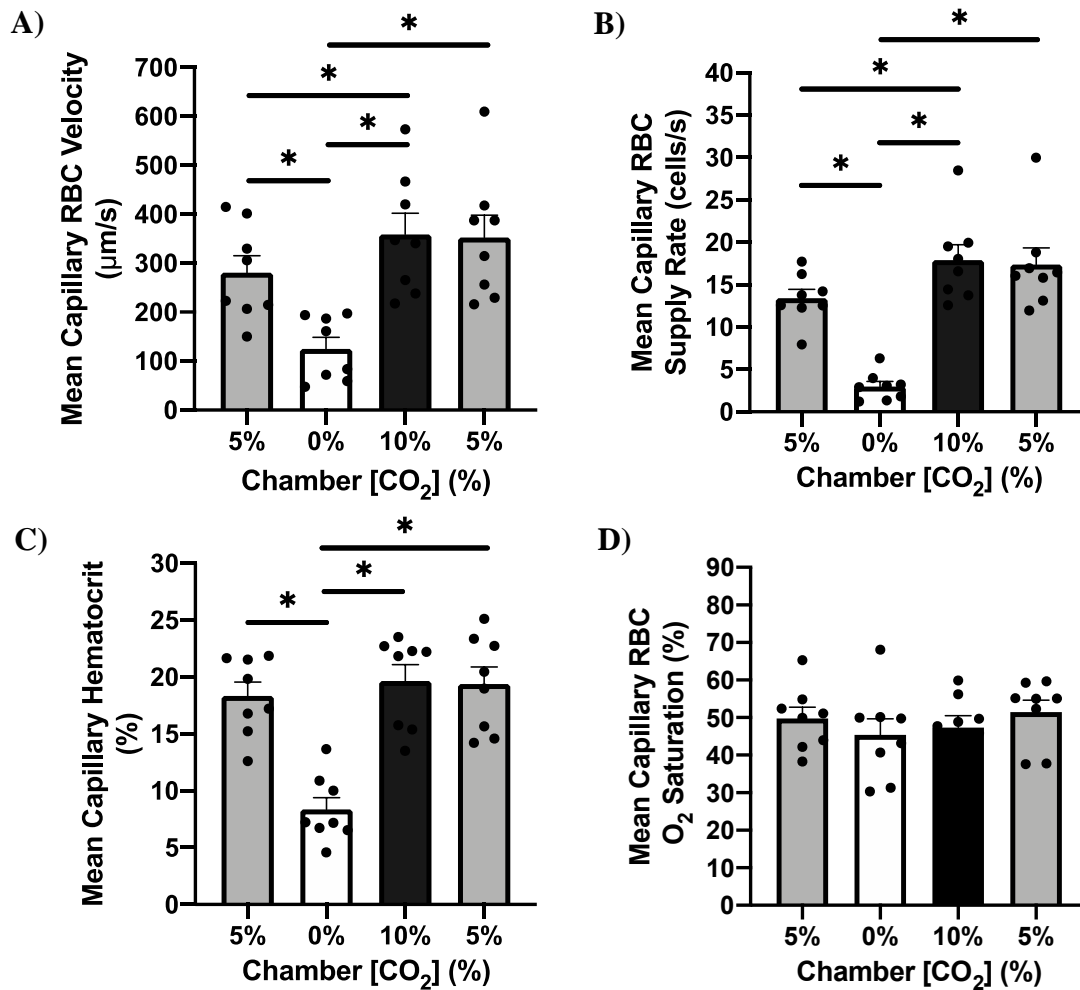 A)
Mean Capillary RBC Velocity
(μm/s)
700
600
500
400
300
200
100
0
*
*
*
*
5% 0% 10% 5%
Chamber [CO2] (%)
B)
Mean Capillary RBC
Supply Rate (cells/s)
40
35
30
25
20
15
10
5
0
*
*
*
*
5% 0% 10% 5%
Chamber [CO2] (%)
C)
Mean Capillary Hematocrit
(%)
30
25
20
15
10
5
0
*
*
*
5% 0% 10% 5%
Chamber [CO2] (%)
D)
Mean Capillary RBC
O2 Saturation (%)
90
80
70
60
50
40
30
20
10
0
5% 0% 10% 5%
Chamber [CO2] (%)